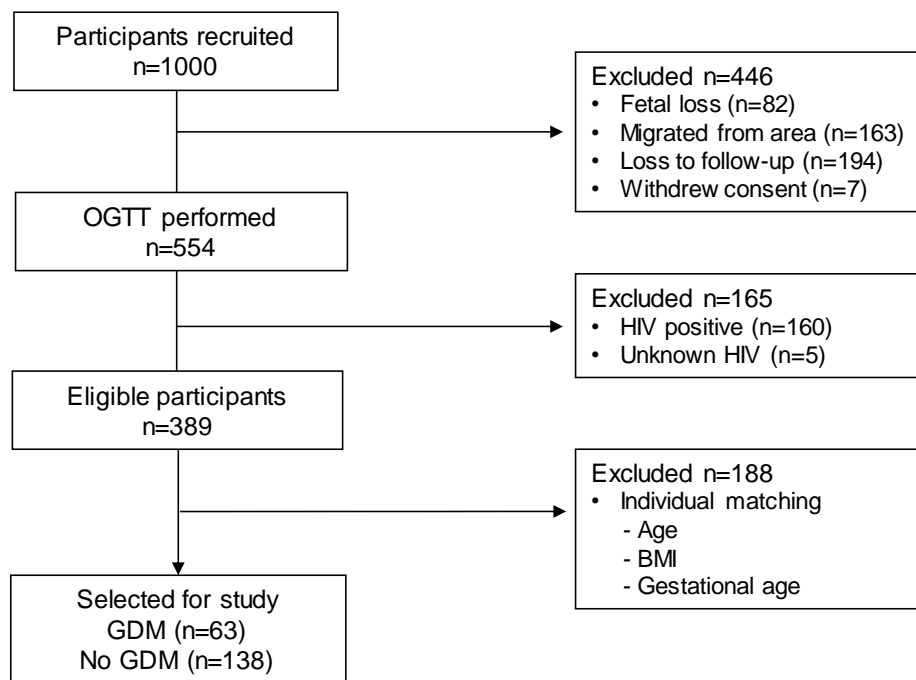 Participants recruited
n=1000
Excluded n=446
• Fetal loss (n=82)
• Migrated from area (n=163)
• Loss to follow-up (n=194)
• Withdrew consent (n=7)
OGTT performed
n=554
Excluded n=165
• HIV positive (n=160)
• Unknown HIV (n=5)
Eligible participants
n=389
Excluded n=188
• Individual matching
- Age
- BMI
- Gestational age
Selected for study
GDM (n=63)
No GDM (n=138)